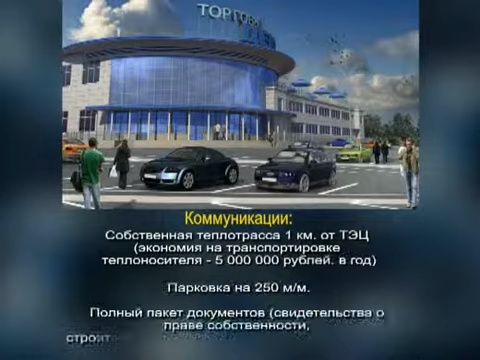 ТОРГОВЫ
Коммуникации:
Собственная теплотрасса 1 км. от ТЭЦ
(экономия на транспортировке
теплоносителя - 5 000 000 рублей. в год)
Парковка на 250 м/м.
Полный пакет документов (свидетельства о
праве собственности,
строит